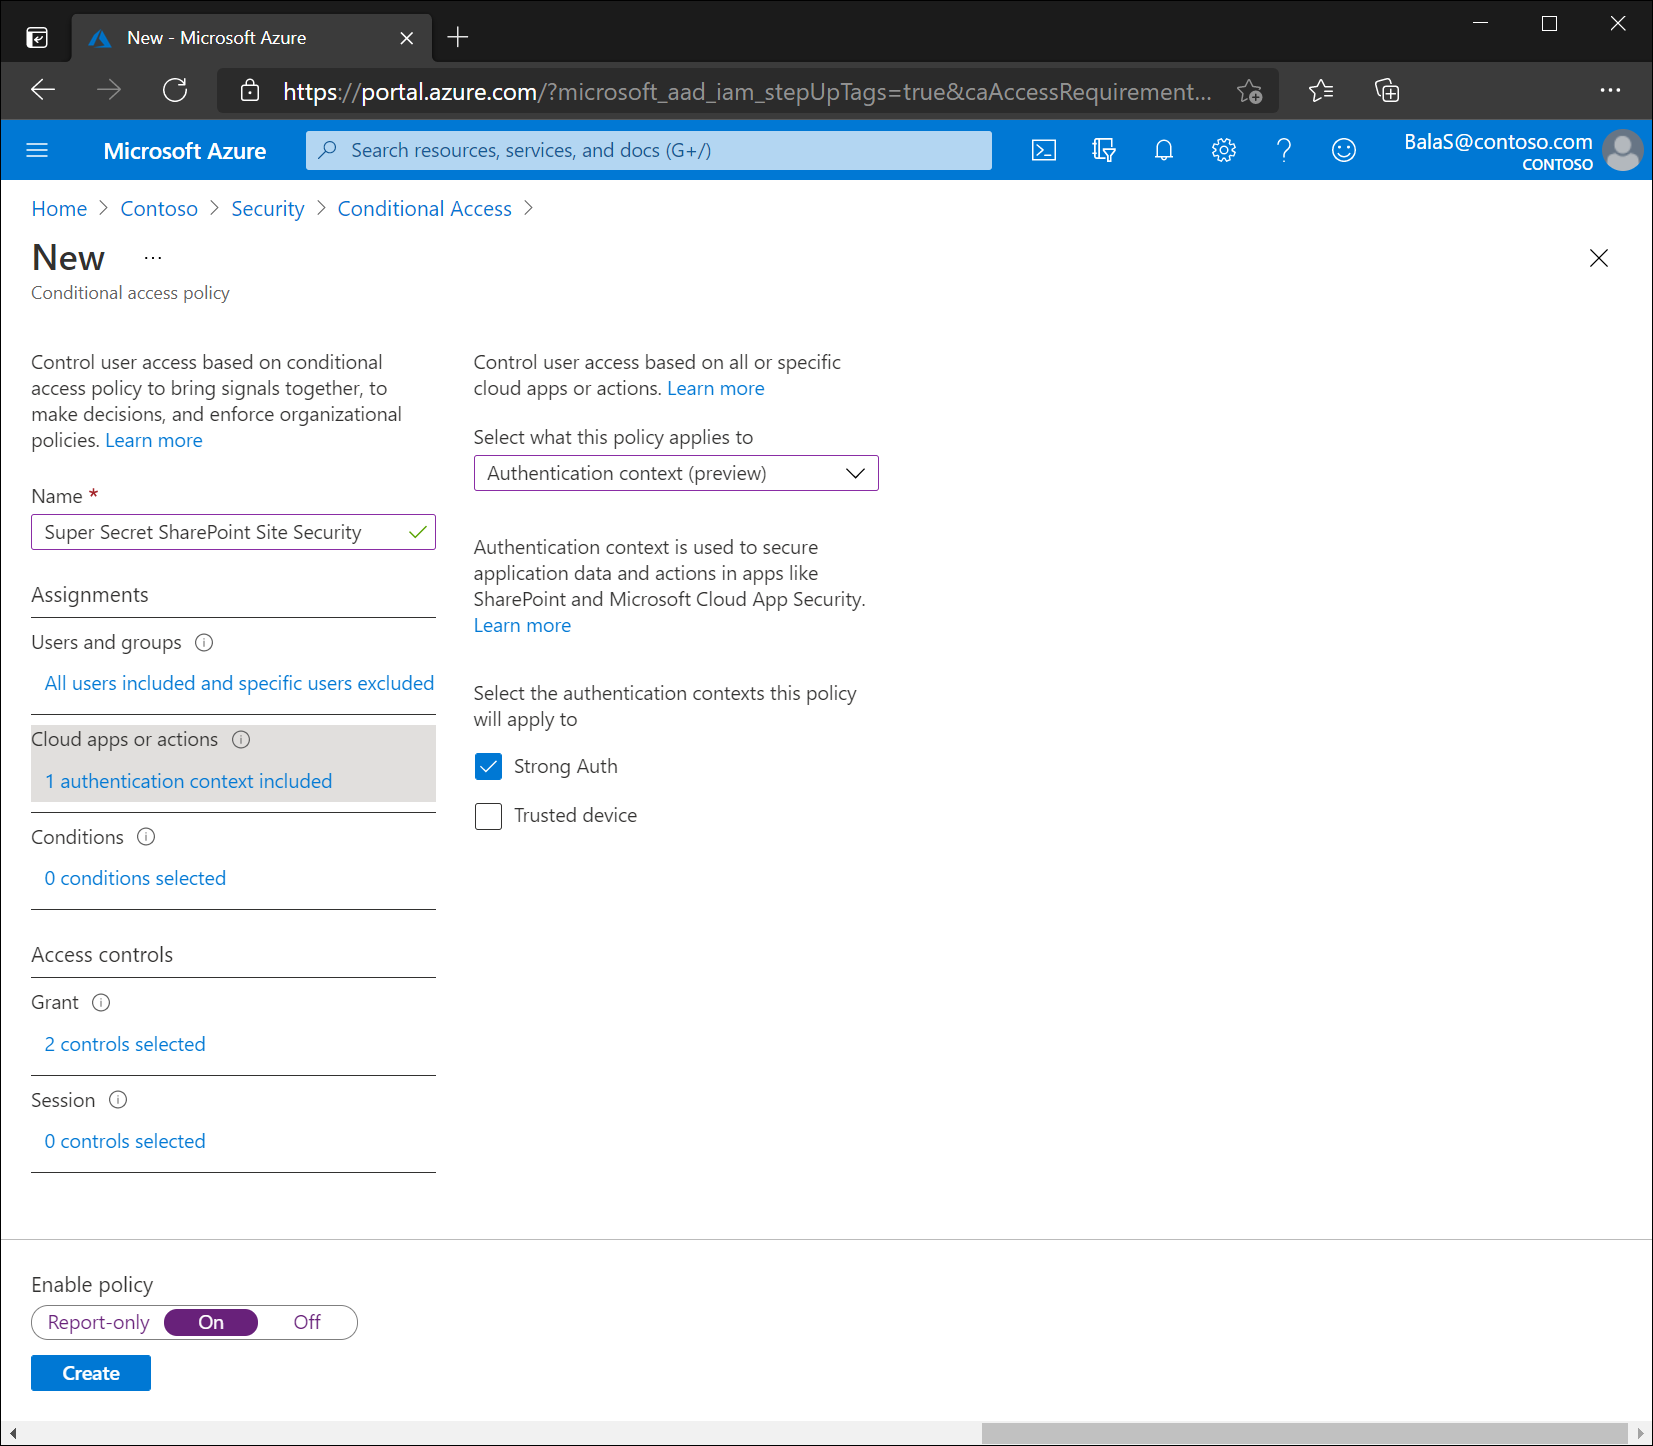 New - Microsoft Azure
https://portal.azure.com/?microsoft_aad_iam_stepUpTags=true&caAccessRequirement...
Microsoft Azure
Search resources, services, and docs (G+/)
BalaS@contoso.com
CONTOSO
Home > Contoso > Security > Conditional Access >
New ...
Conditional access policy
Control user access based on conditional
access policy to bring signals together, to
make decisions, and enforce organizational
policies. Learn more
Name *
Super Secret SharePoint Site Security
Assignments
Users and groups
All users included and specific users excluded
Cloud apps or actions
1 authentication context included
Conditions
0 conditions selected
Access controls
Grant
2 controls selected
Session
0 controls selected
Control user access based on all or specific
cloud apps or actions. Learn more
Select what this policy applies to
Authentication context (preview)
Authentication context is used to secure
application data and actions in apps like
SharePoint and Microsoft Cloud App Security.
Learn more
Select the authentication contexts this policy
will apply to
Strong Auth
Trusted device
Enable policy
Report-only On Off
Create